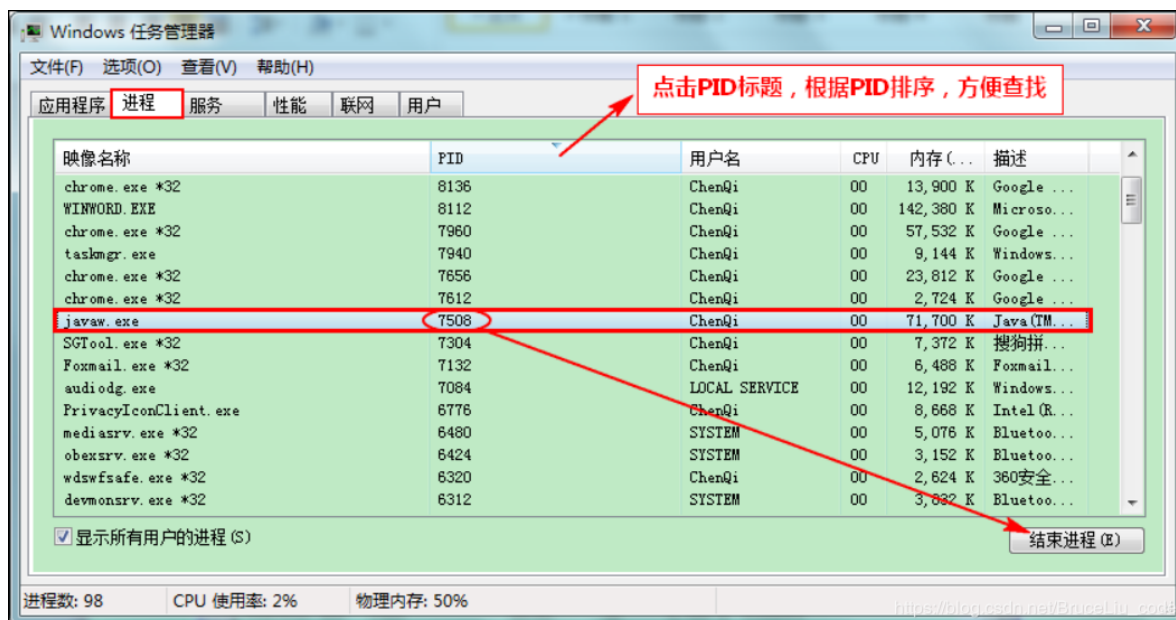 Windows 任务管理器
文件(F) 选项(O) 查看(V) 帮助(H)
点击PID标题，根据PID排序，方便查找
应用程序 进程 服务 性能 联网 用户
映像名称 PID 用户名 CPU 内存(... 描述
chrome.exe *32 8136 ChenQi 00 13,900 K Google ...
WINWORD.EXE 8112 ChenQi 00 142,380 K Microso...
chrome.exe *32 7960 ChenQi 00 57,532 K Google ...
taskmgr.exe 7940 ChenQi 00 9,144 K Windows...
chrome.exe *32 7656 ChenQi 00 23,812 K Google ...
chrome.exe *32 7612 ChenQi 00 2,724 K Google ...
javaw.exe 7508 ChenQi 00 71,700 K Java(TM...
SGTool.exe *32 7304 ChenQi 00 7,372 K 搜狗拼...
Foxmail.exe *32 7132 ChenQi 00 6,488 K Foxmail...
audiodg.exe 7084 LOCAL SERVICE 00 12,192 K Windows...
PrivacyIconClient.exe 6776 ChenQi 00 8,668 K Intel(R...
mediasrv.exe *32 6480 SYSTEM 00 5,076 K Bluetoo...
obexsrv.exe *32 6424 SYSTEM 00 3,152 K Bluetoo...
wdswfsafe.exe *32 6320 ChenQi 00 2,624 K 360安全...
devmonsrv.exe *32 6312 SYSTEM 00 3,832 K Bluetoo...
显示所有用户的进程(S) 结束进程(E)
进程数: 98 CPU 使用率: 2% 物理内存: 50%
https://blog.csdn.net/BruceLiu_code